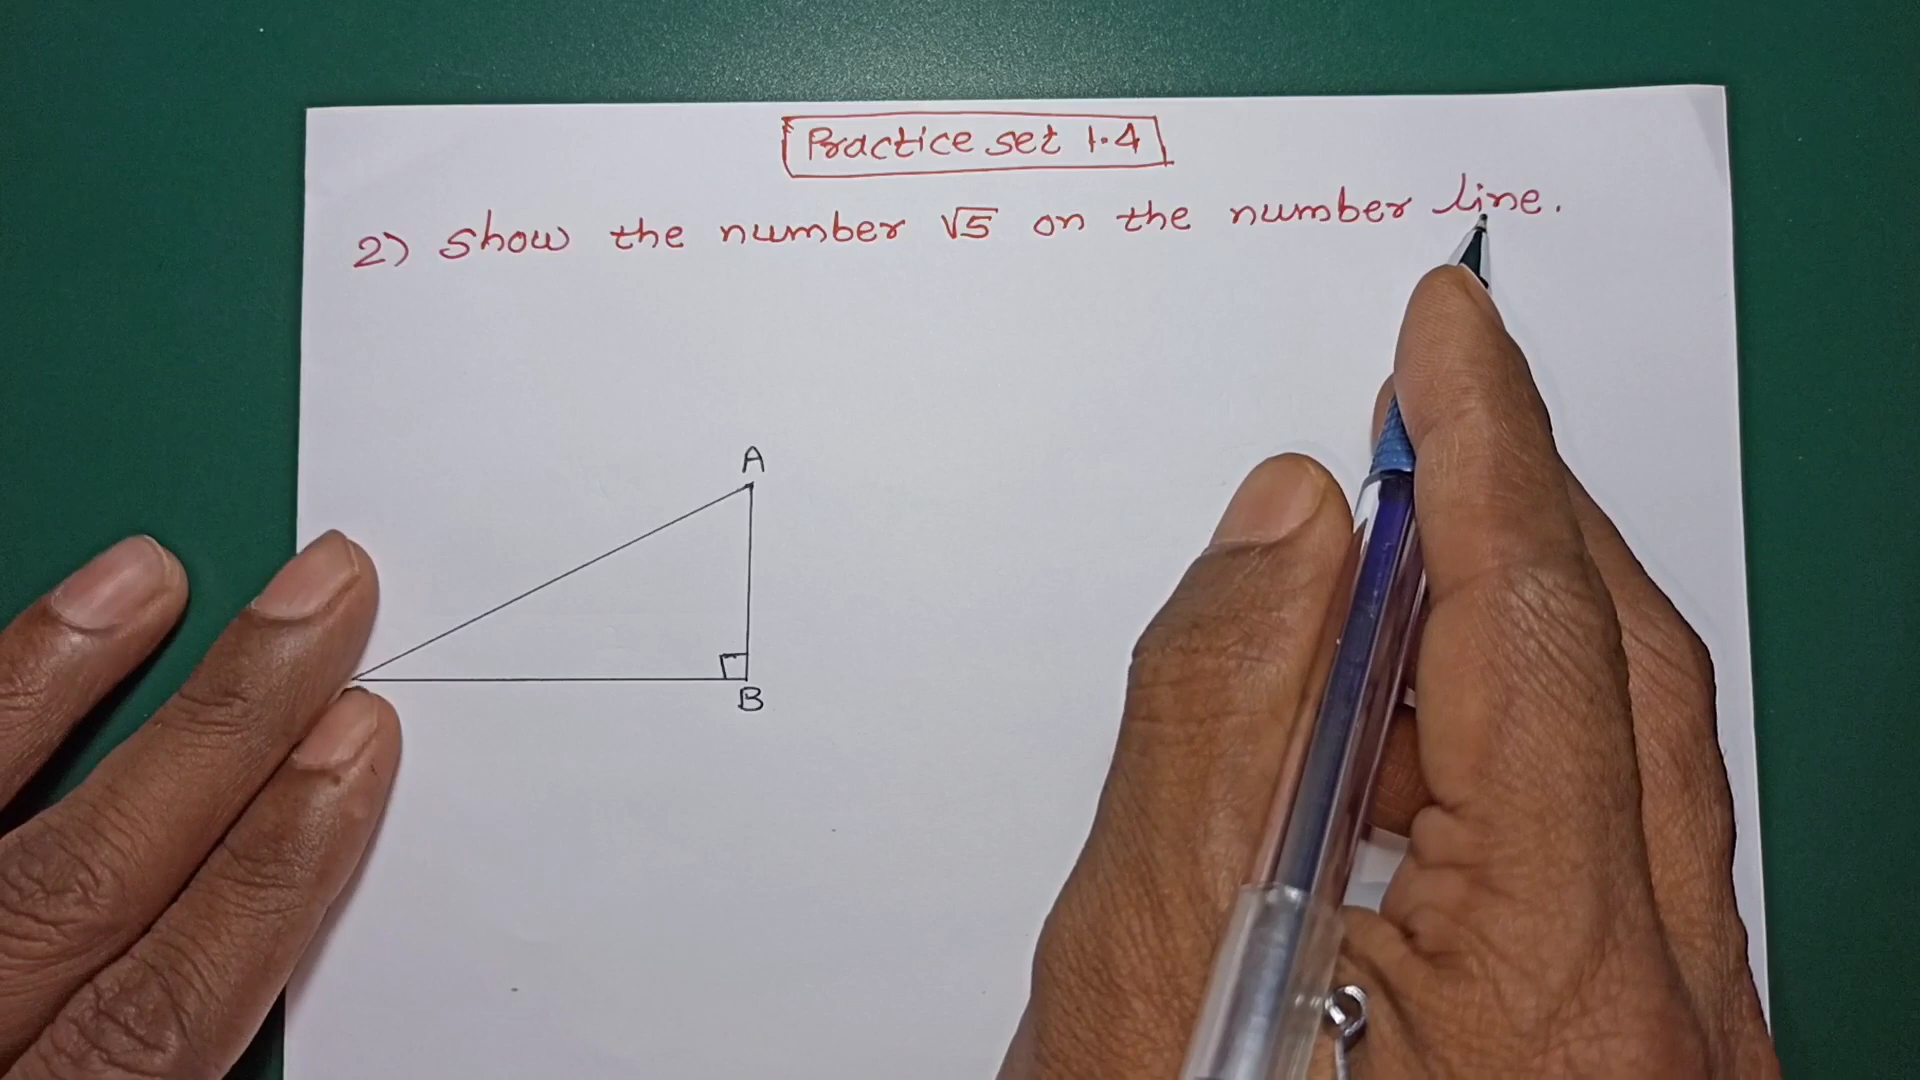 Practice set 1.4
2) show the number √5 on the number line.
A
B